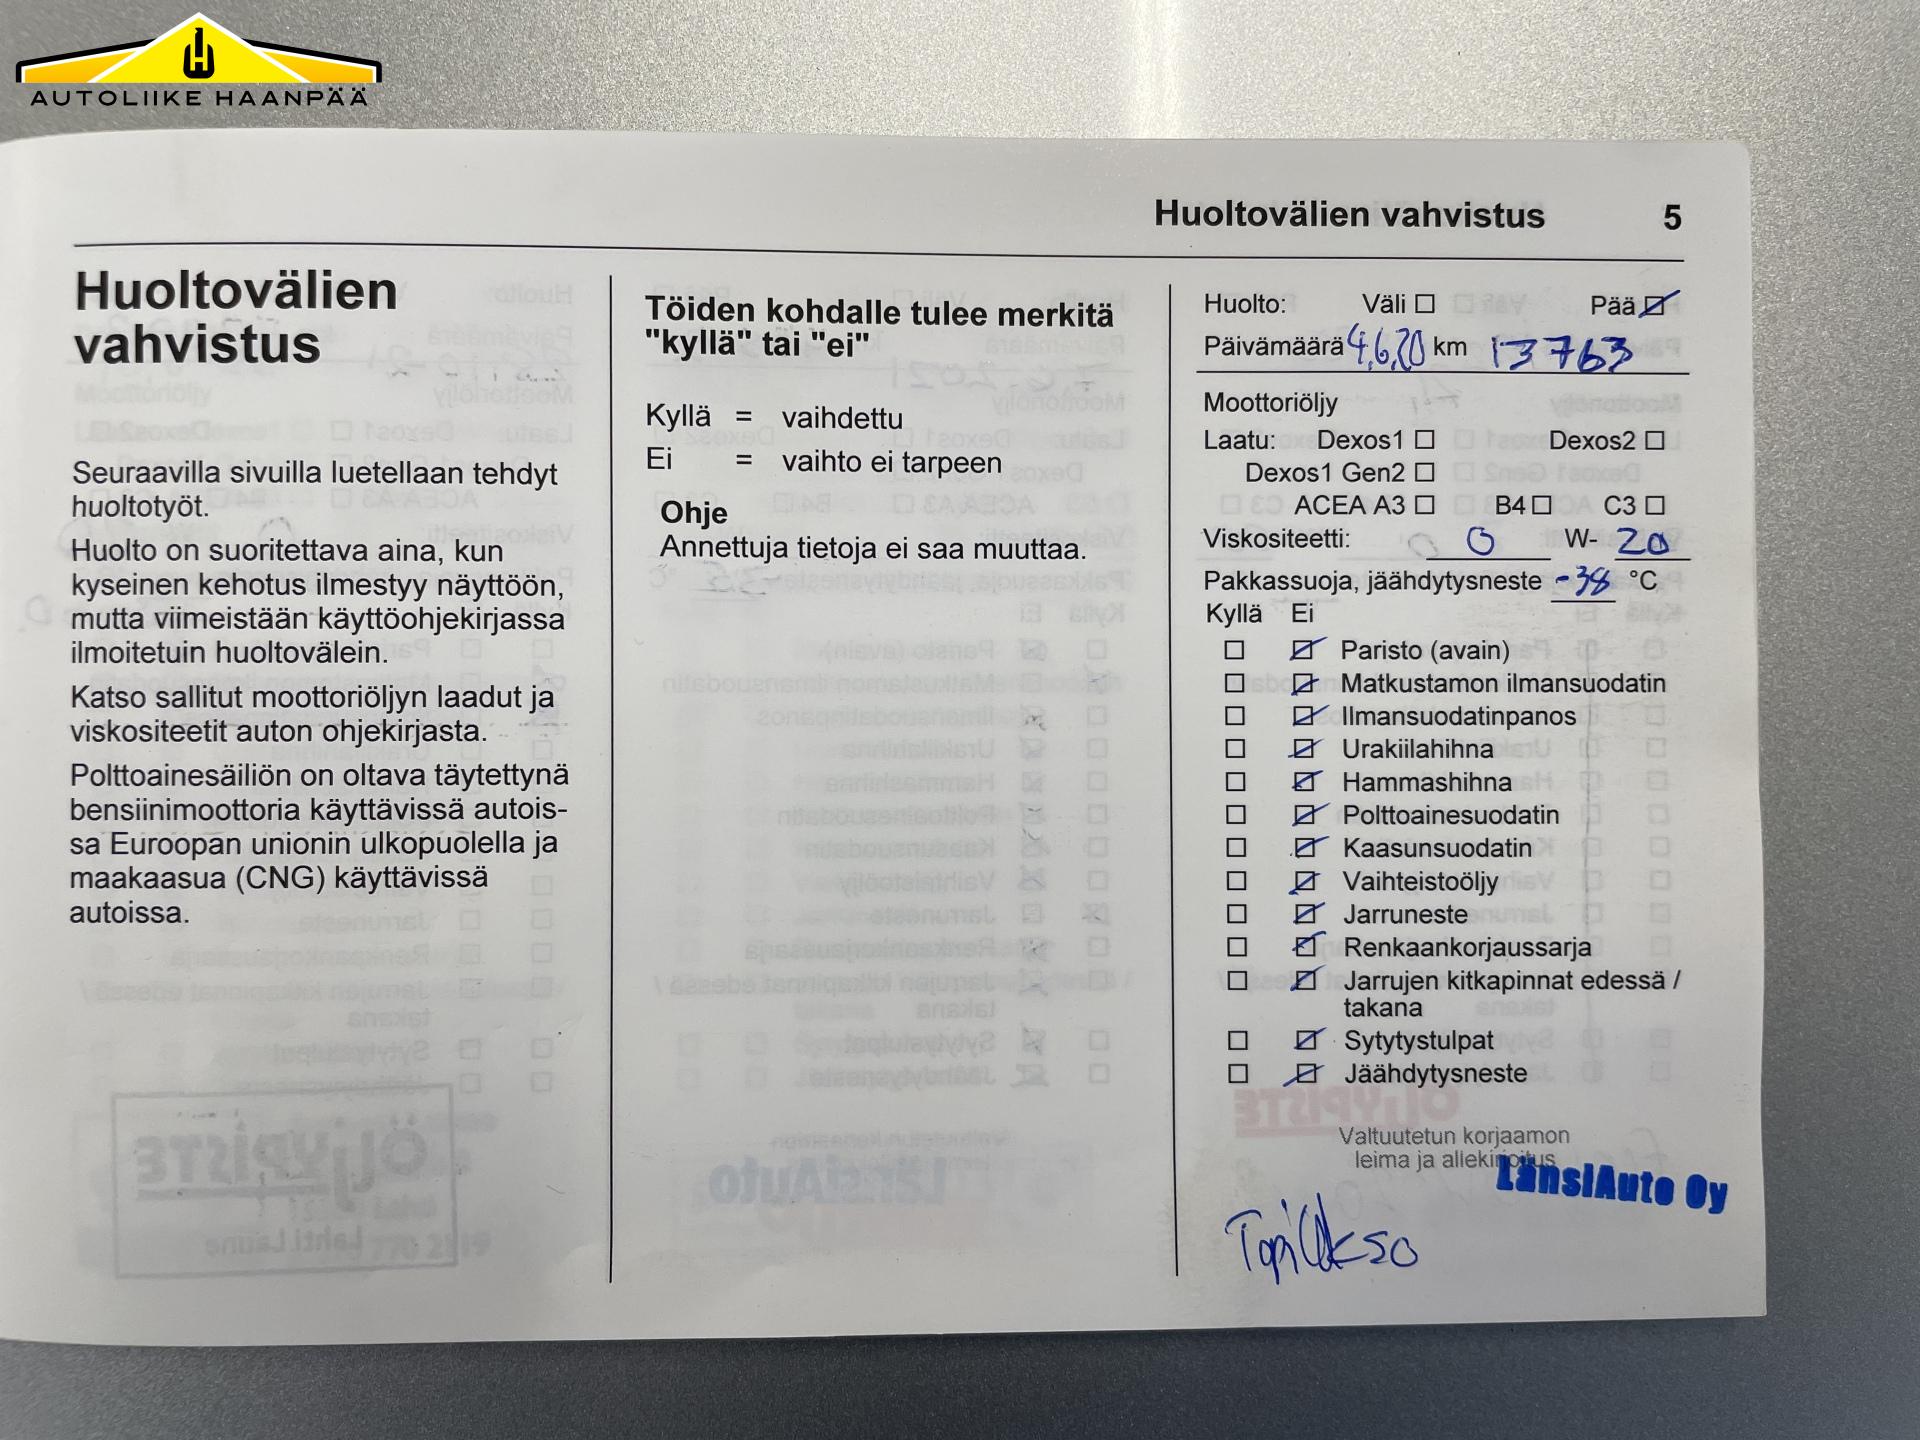 AUTOLIIKE HAANPÄÄ
Huoltovälien vahvistus 5
Huoltovälien
vahvistus
Seuraavilla sivuilla luetellaan tehdyt
huoltotyöt.
Huolto on suoritettava aina, kun
kyseinen kehotus ilmestyy näyttöön,
mutta viimeistään käyttöohjekirjassa
ilmoitetuin huoltovälein.
Katso sallitut moottoriöljyn laadut ja
viskositeetit auton ohjekirjasta.
Polttoainesäiliön on oltava täytettynä
bensiinimoottoria käyttävissä autois-
sa Euroopan unionin ulkopuolella ja
maakaasua (CNG) käyttävissä
autoissa.
Töiden kohdalle tulee merkitä
"kyllä" tai "ei"
Kyllä = vaihdettu
Ei = vaihto ei tarpeen
Ohje
Annettuja tietoja ei saa muuttaa.
Huolto: Väli □ Pää ☑
Päivämäärä 4.6.20 km 13763
Moottoriöljy
Laatu: Dexos1 □ Dexos2 □
Dexos1 Gen2 □
ACEA A3 □ B4 □ C3 □
Viskositeetti: 0 W- 20
Pakkassuoja, jäähdytysneste -38 °C
Kyllä Ei
□ ☑ Paristo (avain)
□ ☑ Matkustamon ilmansuodatin
□ ☑ Ilmansuodatinpanos
□ ☑ Urakiilahihna
□ ☑ Hammashihna
□ ☑ Polttoainesuodatin
□ ☑ Kaasunsuodatin
□ ☑ Vaihteistoöljy
□ ☑ Jarruneste
□ ☑ Renkaankorjaussarja
□ ☑ Jarrujen kitkapinnat edessä /
takana
□ ☑ Sytytystulpat
□ ☑ Jäähdytysneste
Valtuutetun korjaamon
leima ja allekirjoitus
LänsiAuto Oy